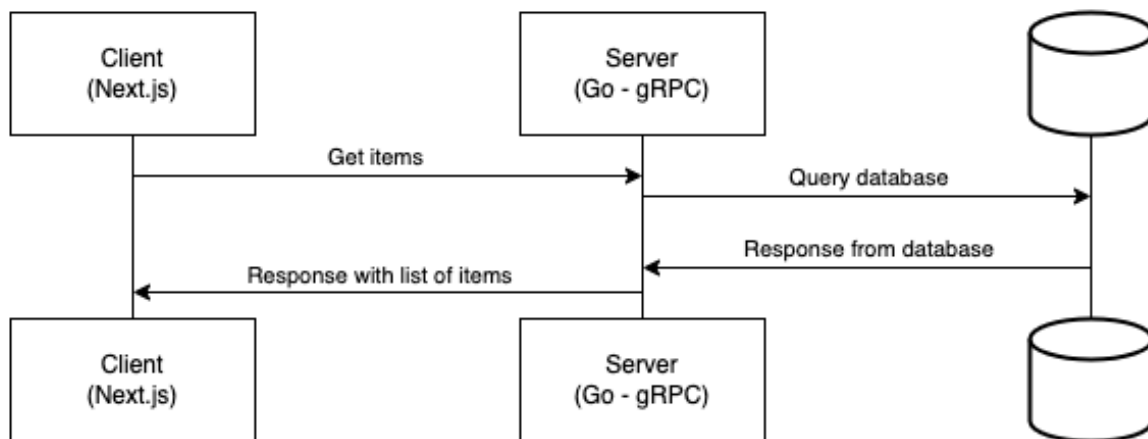 Client
(Next.js)
Server
(Go - gRPC)
Get items
Query database
Response from database
Response with list of items
Client
(Next.js)
Server
(Go - gRPC)